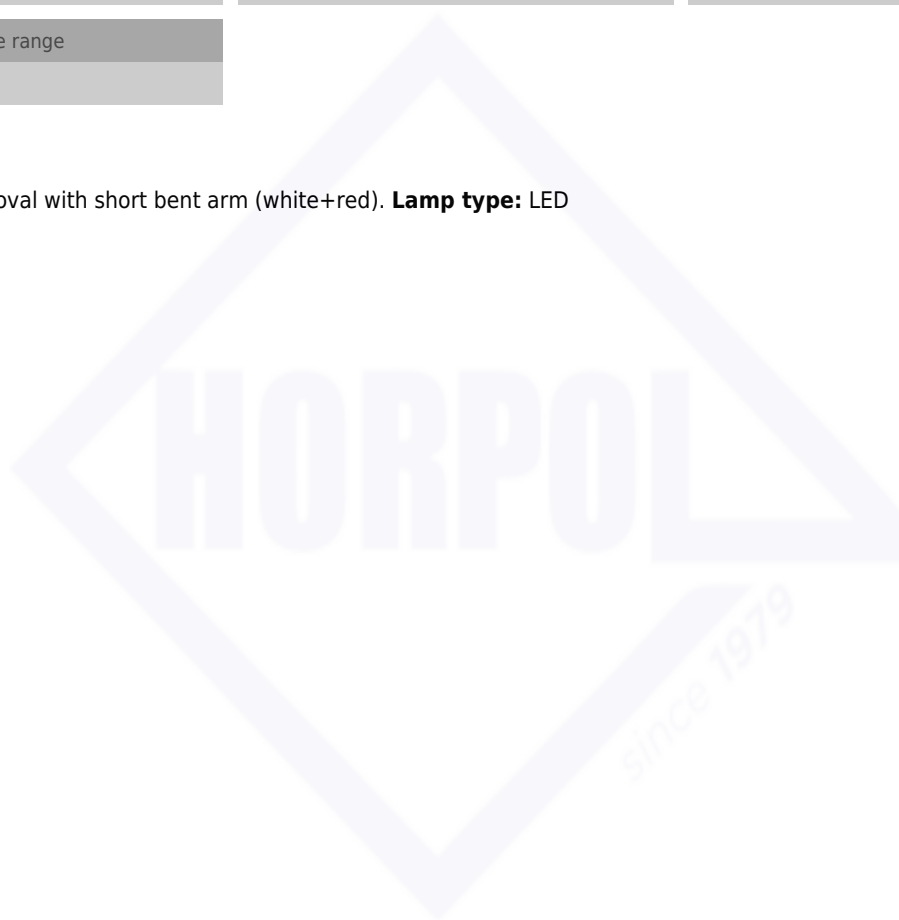 e range
oval with short bent arm (white+red). Lamp type: LED
HORPOL
since 1979